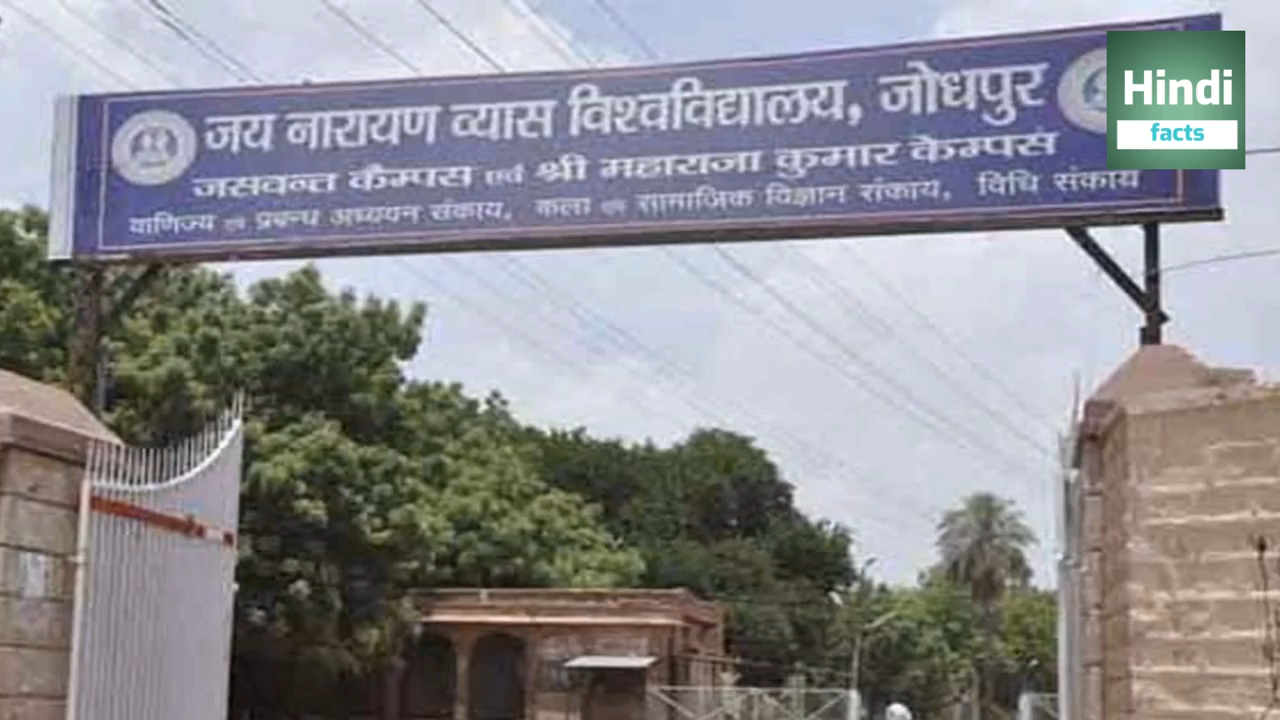 जय नारायण व्यास विश्वविद्यालय, जोधपुर
जसवन्त कैम्पस एवं श्री महाराजा कुमार केम्पस
वाणिज्य एवं प्रबन्ध अध्ययन संकाय, कला एवं सामाजिक विज्ञान संकाय, विधि संकाय
Hindi
facts